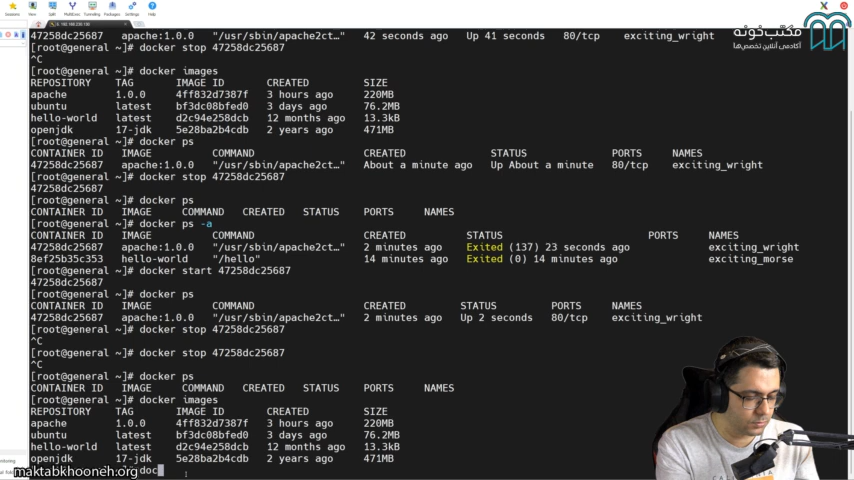 Sessions View Split MultiExec Tunneling Packages Settings Help
47258dc25687 apache:1.0.0 "/usr/sbin/apache2ct…" 42 seconds ago Up 41 seconds 80/tcp exciting_wright
مکتب‌خونه
[root@general ~]# docker stop 47258dc25687
آکادمی آنلاین تخصص‌ها
^C
[root@general ~]# docker images
REPOSITORY TAG IMAGE ID CREATED SIZE
apache 1.0.0 4ff832d7387f 3 hours ago 220MB
ubuntu latest bf3dc08bfed0 3 days ago 76.2MB
hello-world latest d2c94e258dcb 12 months ago 13.3kB
openjdk 17-jdk 5e28ba2b4cdb 2 years ago 471MB
[root@general ~]# docker ps
CONTAINER ID IMAGE COMMAND CREATED STATUS PORTS NAMES
47258dc25687 apache:1.0.0 "/usr/sbin/apache2ct…" About a minute ago Up About a minute 80/tcp exciting_wright
[root@general ~]# docker stop 47258dc25687
47258dc25687
[root@general ~]# docker ps
CONTAINER ID IMAGE COMMAND CREATED STATUS PORTS NAMES
[root@general ~]# docker ps -a
CONTAINER ID IMAGE COMMAND CREATED STATUS PORTS NAMES
47258dc25687 apache:1.0.0 "/usr/sbin/apache2ct…" 2 minutes ago Exited (137) 23 seconds ago exciting_wright
8ef25b35c353 hello-world "/hello" 14 minutes ago Exited (0) 14 minutes ago exciting_morse
[root@general ~]# docker start 47258dc25687
47258dc25687
[root@general ~]# docker ps
CONTAINER ID IMAGE COMMAND CREATED STATUS PORTS NAMES
47258dc25687 apache:1.0.0 "/usr/sbin/apache2ct…" 2 minutes ago Up 2 seconds 80/tcp exciting_wright
[root@general ~]# docker stop 47258dc25687
^C
[root@general ~]# docker stop 47258dc25687
^C
[root@general ~]# docker ps
CONTAINER ID IMAGE COMMAND CREATED STATUS PORTS NAMES
[root@general ~]# docker images
REPOSITORY TAG IMAGE ID CREATED SIZE
apache 1.0.0 4ff832d7387f 3 hours ago 220MB
ubuntu latest bf3dc08bfed0 3 days ago 76.2MB
hello-world latest d2c94e258dcb 12 months ago 13.3kB
openjdk 17-jdk 5e28ba2b4cdb 2 years ago 471MB
maktabkhooneh.org doc